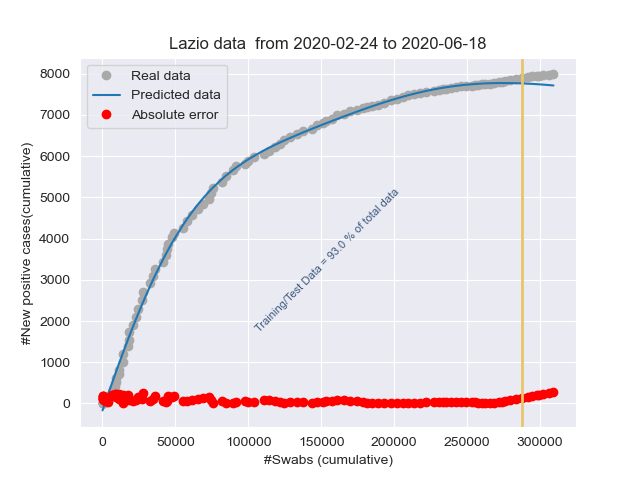 Lazio data  from 2020-02-24 to 2020-06-18
Real data
Predicted data
Absolute error
8000
7000
6000
5000
4000
3000
2000
1000
0
#New positive cases(cumulative)
Training/Test Data = 93.0 % of total data
0 50000 100000 150000 200000 250000 300000
#Swabs (cumulative)